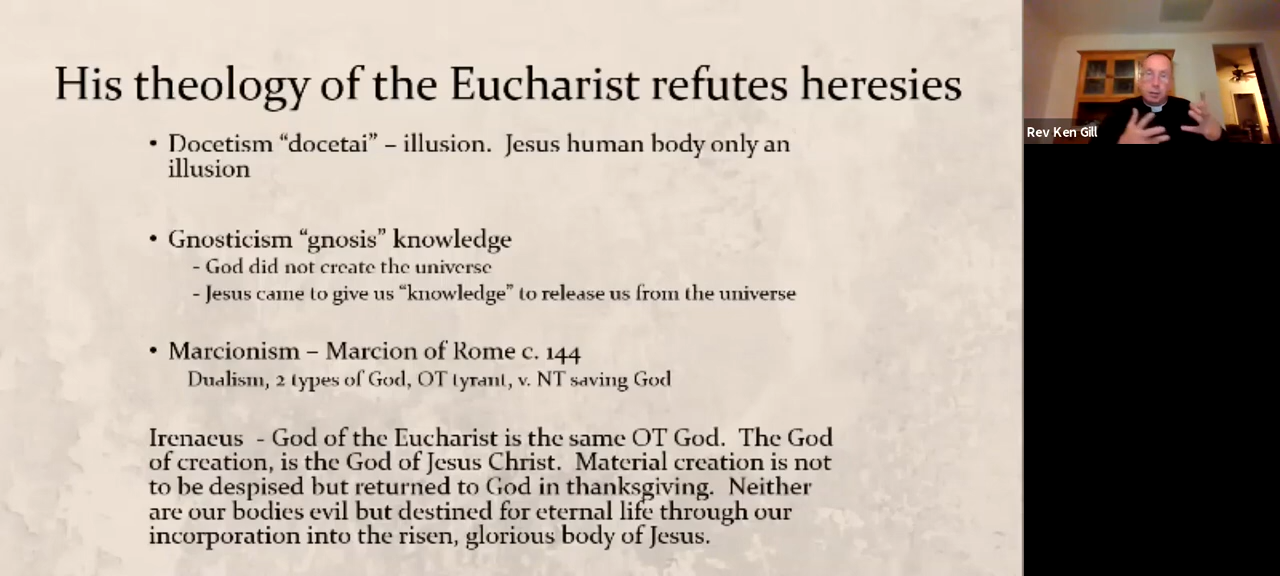 His theology of the Eucharist refutes heresies
• Docetism “docetai” – illusion. Jesus human body only an
illusion
• Gnosticism “gnosis” knowledge
- God did not create the universe
- Jesus came to give us “knowledge” to release us from the universe
• Marcionism – Marcion of Rome c. 144
Dualism, 2 types of God, OT tyrant, v. NT saving God
Irenaeus - God of the Eucharist is the same OT God. The God
of creation, is the God of Jesus Christ. Material creation is not
to be despised but returned to God in thanksgiving. Neither
are our bodies evil but destined for eternal life through our
incorporation into the risen, glorious body of Jesus.
Rev Ken Gill